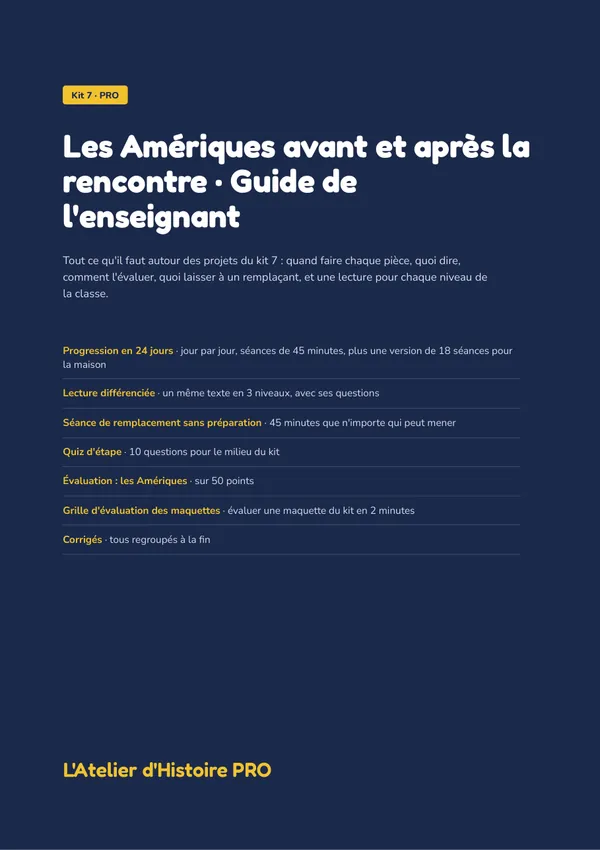 Kit 7 · PRO
Les Amériques avant et après la
rencontre · Guide de
l'enseignant
Tout ce qu'il faut autour des projets du kit 7 : quand faire chaque pièce, quoi dire,
comment l'évaluer, quoi laisser à un remplaçant, et une lecture pour chaque niveau de
la classe.
Progression en 24 jours · jour par jour, séances de 45 minutes, plus une version de 18 séances pour
la maison
Lecture différenciée · un même texte en 3 niveaux, avec ses questions
Séance de remplacement sans préparation · 45 minutes que n'importe qui peut mener
Quiz d'étape · 10 questions pour le milieu du kit
Évaluation : les Amériques · sur 50 points
Grille d'évaluation des maquettes · évaluer une maquette du kit en 2 minutes
Corrigés · tous regroupés à la fin
L'Atelier d'Histoire PRO